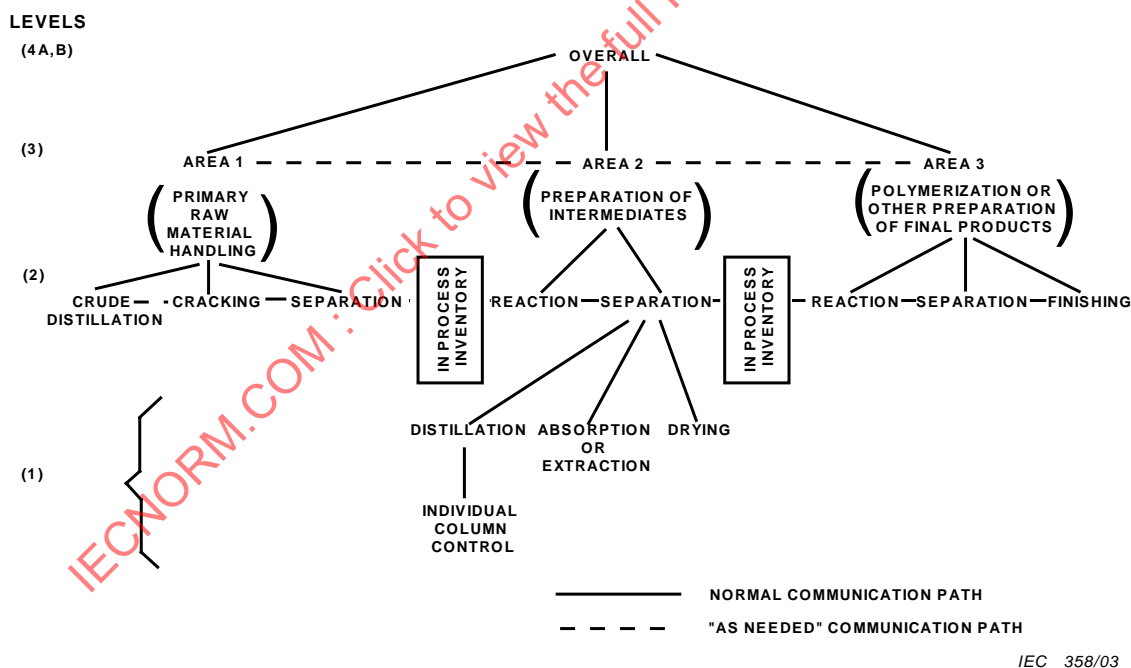 LEVELS
(4A,B)
OVERALL
(3)
AREA 1
AREA 2
AREA 3
PRIMARY
RAW
MATERIAL
HANDLING
PREPARATION OF
INTERMEDIATES
POLYMERIZATION OR
OTHER PREPARATION
OF FINAL PRODUCTS
(2)
CRUDE
DISTILLATION
CRACKING
SEPARATION
IN PROCESS
INVENTORY
REACTION
SEPARATION
IN PROCESS
INVENTORY
REACTION
SEPARATION
FINISHING
(1)
DISTILLATION
ABSORPTION
OR
EXTRACTION
DRYING
INDIVIDUAL
COLUMN
CONTROL
NORMAL COMMUNICATION PATH
"AS NEEDED" COMMUNICATION PATH
IEC 358/03
IECNORM.COM : Click to view the full